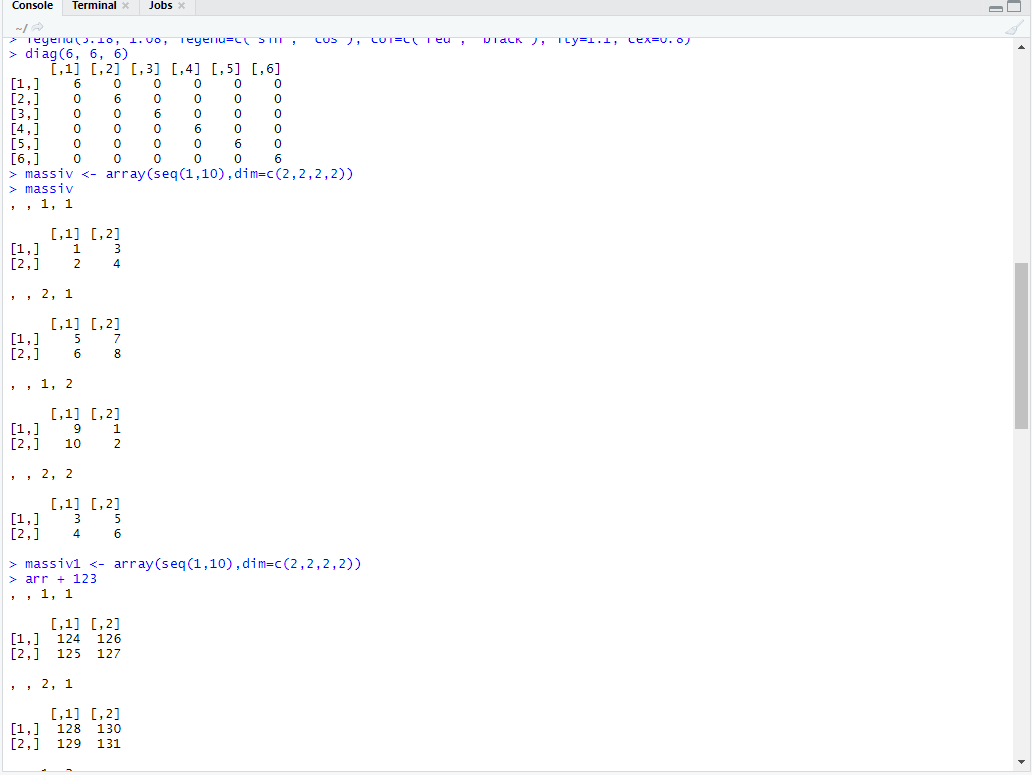 Console Terminal × Jobs ×
~/
> legend(5.18, 1.08, legend=c("sin", "cos"), col=c("red", "black"), lty=1:1, cex=0.8)
> diag(6, 6, 6)
     [,1] [,2] [,3] [,4] [,5] [,6]
[1,]    6    0    0    0    0    0
[2,]    0    6    0    0    0    0
[3,]    0    0    6    0    0    0
[4,]    0    0    0    6    0    0
[5,]    0    0    0    0    6    0
[6,]    0    0    0    0    0    6
> massiv <- array(seq(1,10),dim=c(2,2,2,2))
> massiv
, , 1, 1
     [,1] [,2]
[1,]    1    3
[2,]    2    4
, , 2, 1
     [,1] [,2]
[1,]    5    7
[2,]    6    8
, , 1, 2
     [,1] [,2]
[1,]    9    1
[2,]   10    2
, , 2, 2
     [,1] [,2]
[1,]    3    5
[2,]    4    6
> massiv1 <- array(seq(1,10),dim=c(2,2,2,2))
> arr + 123
, , 1, 1
     [,1] [,2]
[1,]  124  126
[2,]  125  127
, , 2, 1
     [,1] [,2]
[1,]  128  130
[2,]  129  131